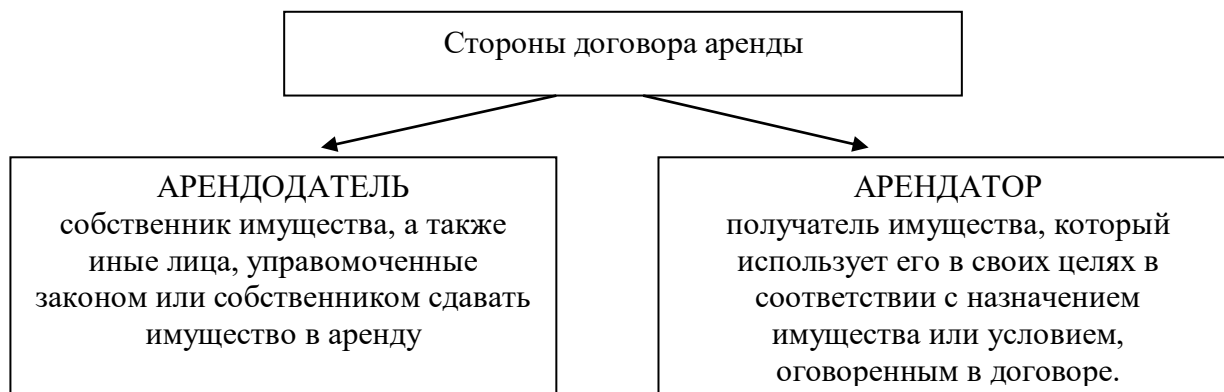 Стороны договора аренды
АРЕНДОДАТЕЛЬ
собственник имущества, а также
иные лица, управомоченные
законом или собственником сдавать
имущество в аренду
АРЕНДАТОР
получатель имущества, который
использует его в своих целях в
соответствии с назначением
имущества или условием,
оговоренным в договоре.